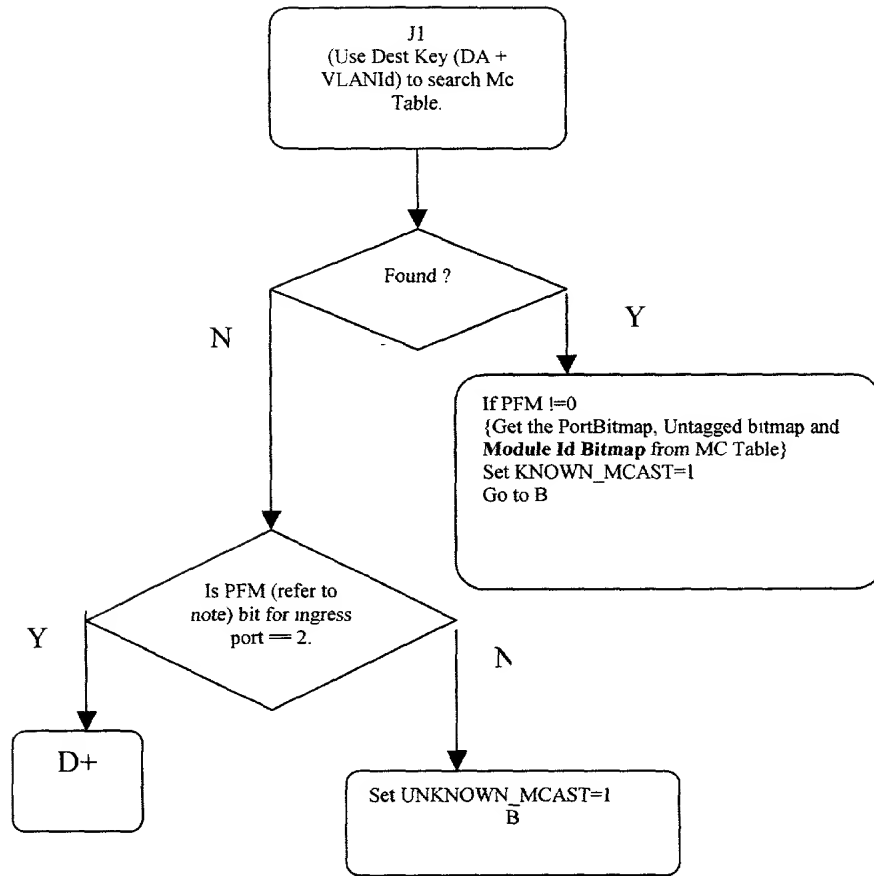 J1
(Use Dest Key (DA +
VLANId) to search Mc
Table.
Found ?
N
Y
If PFM !=0
{Get the PortBitmap, Untagged bitmap and
Module Id Bitmap from MC Table}
Set KNOWN_MCAST=1
Go to B
Is PFM (refer to
note) bit for ingress
port == 2.
Y
N
D+
Set UNKNOWN_MCAST=1
B